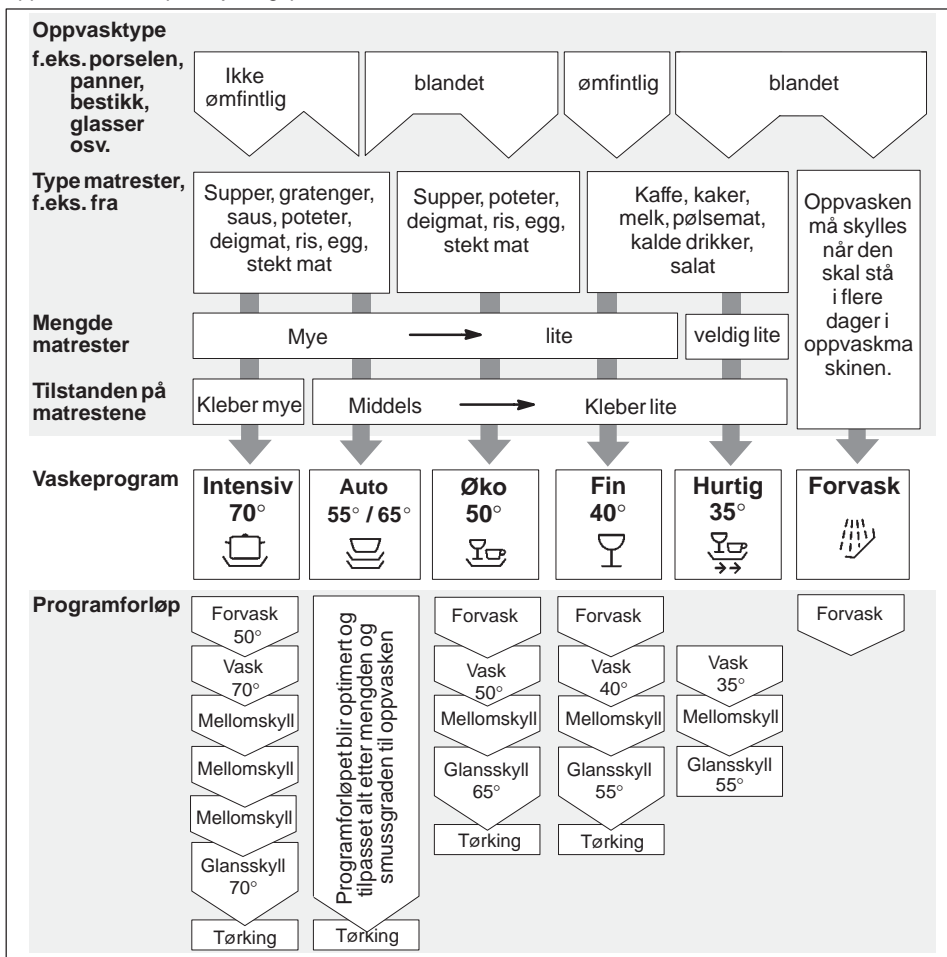 Oppvasktype
f.eks. porselen,
panner,
bestikk,
glasser
osv.
Ikke
ømfintlig
blandet
ømfintlig
blandet
Type matrester,
f.eks. fra
Supper, gratenger,
saus, poteter,
deigmat, ris, egg,
stekt mat
Supper, poteter,
deigmat, ris, egg,
stekt mat
Kaffe, kaker,
melk, pølsemat,
kalde drikker,
salat
Oppvasken
må skylles
når den
skal stå
i flere
dager i
oppvaskma
skinen.
Mengde
matrester
Mye
lite
veldig lite
Tilstanden på
matrestene
Kleber mye
Middels
Kleber lite
Vaskeprogram
Intensiv
70°
Auto
55° / 65°
Øko
50°
Fin
40°
Hurtig
35°
Forvask
Programforløp
Forvask
50°
Vask
70°
Mellomskyll
Mellomskyll
Mellomskyll
Glansskyll
70°
Tørking
Programforløpet blir optimert og
tilpasset alt etter mengden og
smussgraden til oppvasken
Tørking
Forvask
Vask
50°
Mellomskyll
Glansskyll
65°
Tørking
Forvask
Vask
40°
Mellomskyll
Glansskyll
55°
Tørking
Vask
35°
Mellomskyll
Glansskyll
55°
Forvask